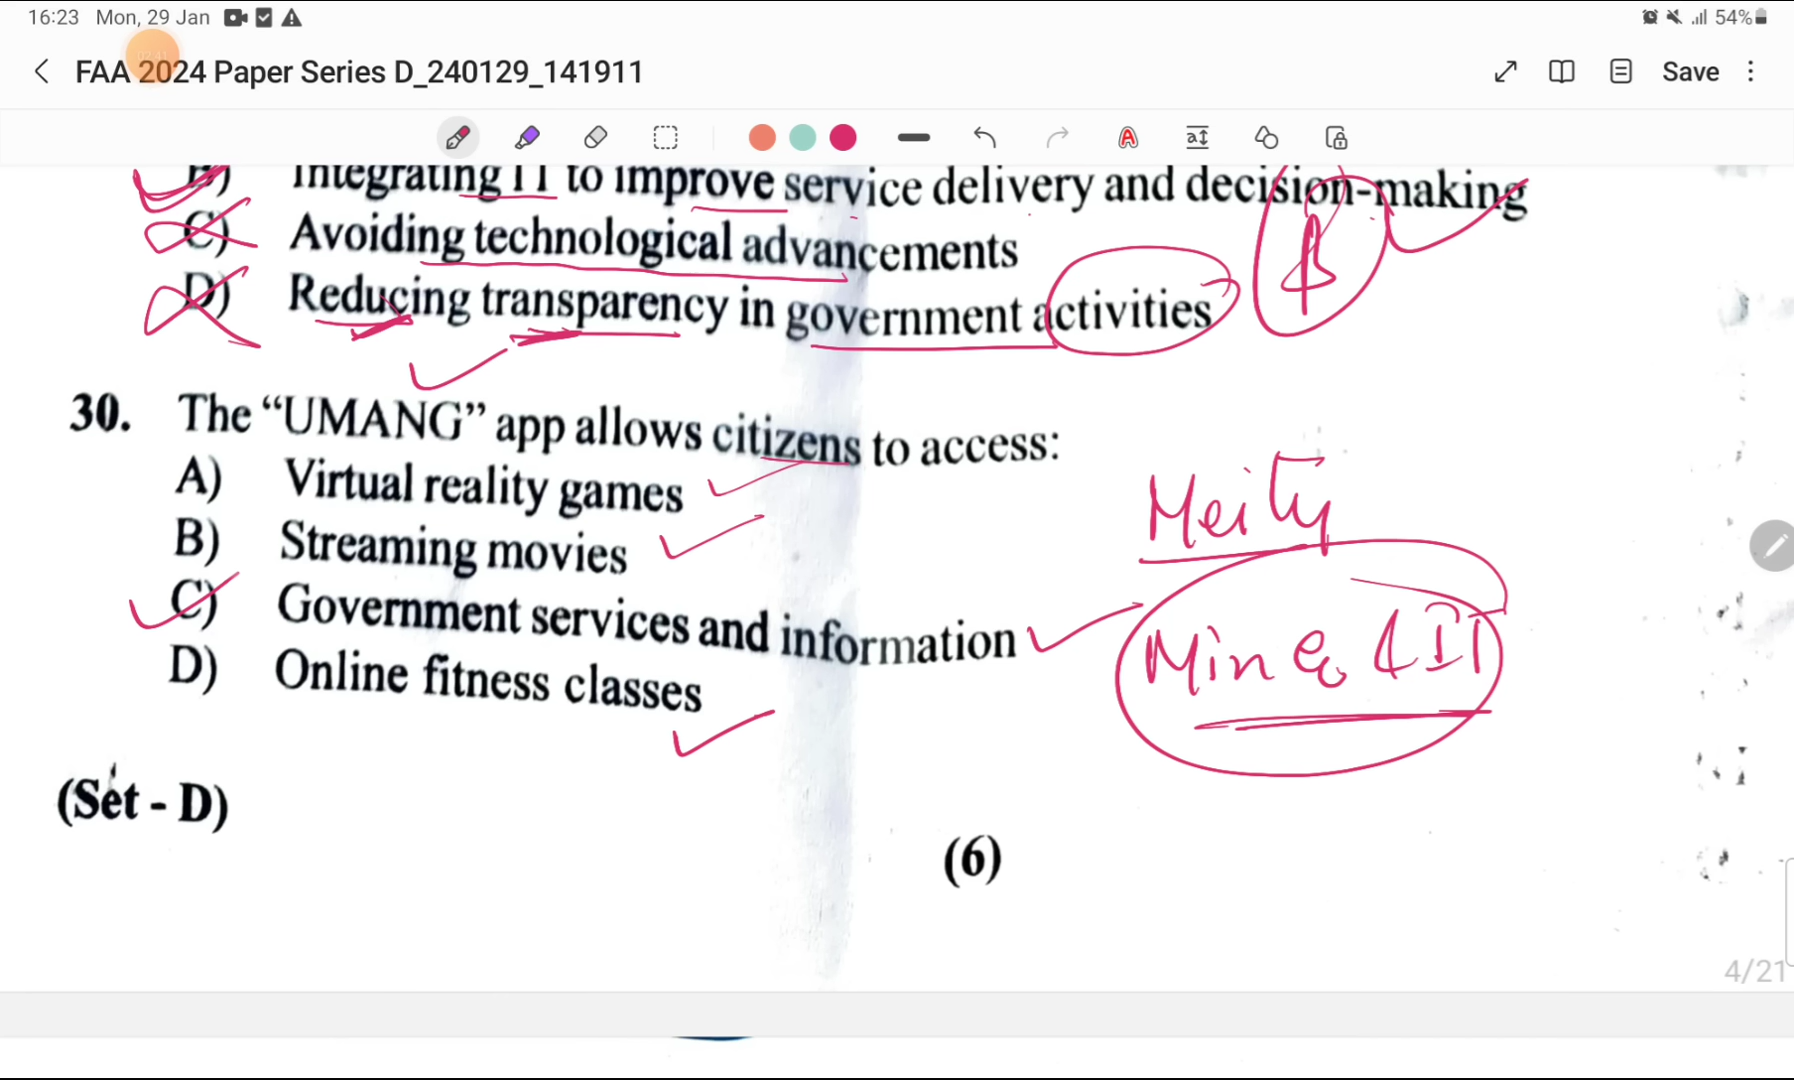 16:23 Mon, 29 Jan 54%
FAA 2024 Paper Series D_240129_141911 Save
B) Integrating IT to improve service delivery and decision-making
C) Avoiding technological advancements
D) Reducing transparency in government activities
B
30. The “UMANG” app allows citizens to access:
A) Virtual reality games
B) Streaming movies
C) Government services and information
D) Online fitness classes
Meity
Min & IT
(Set - D)
(6)
4/21